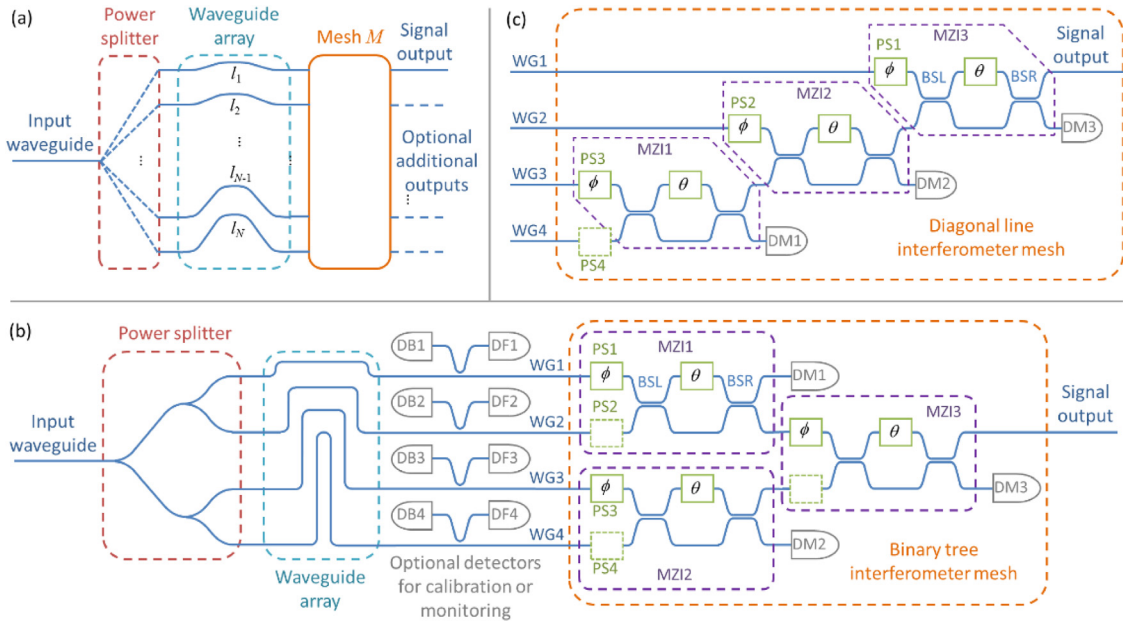 (a)
Power
splitter
Waveguide
array
Mesh M
Signal
output
l1
l2
Input
waveguide
⋮
...
⋮
Optional
additional
outputs
...
lN-1
lN
(c)
MZI3
Signal
output
PS1
WG1
ϕ
BSL
θ
BSR
PS2
MZI2
WG2
ϕ
θ
DM3
PS3
MZI1
WG3
ϕ
θ
DM2
WG4
DM1
PS4
Diagonal line
interferometer mesh
(b)
Power splitter
DB1 DF1
WG1
PS1
MZI1
ϕ
BSL
θ
BSR
DM1
Input
waveguide
DB2 DF2
WG2
PS2
MZI3
Signal
output
ϕ
θ
DB3 DF3
WG3
ϕ
PS3
θ
DM3
DB4 DF4
WG4
PS4
DM2
MZI2
Waveguide
array
Optional detectors
for calibration or
monitoring
Binary tree
interferometer mesh